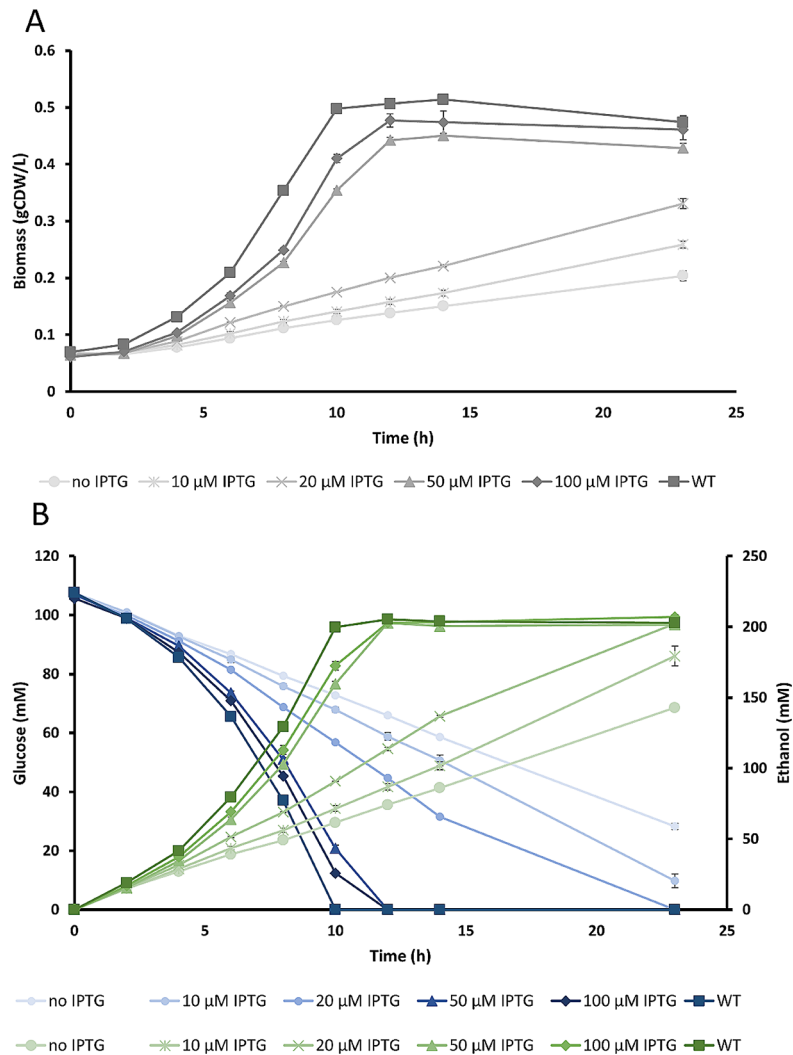 A
0.6
0.5
0.4
0.3
0.2
0.1
0
Biomass (gCDW/L)
0 5 10 15 20 25
Time (h)
no IPTG 10 µM IPTG 20 µM IPTG 50 µM IPTG 100 µM IPTG WT
B
120
100
80
60
40
20
0
Glucose (mM)
250
200
150
100
50
0
Ethanol (mM)
0 5 10 15 20 25
Time (h)
no IPTG 10 µM IPTG 20 µM IPTG 50 µM IPTG 100 µM IPTG WT
no IPTG 10 µM IPTG 20 µM IPTG 50 µM IPTG 100 µM IPTG WT